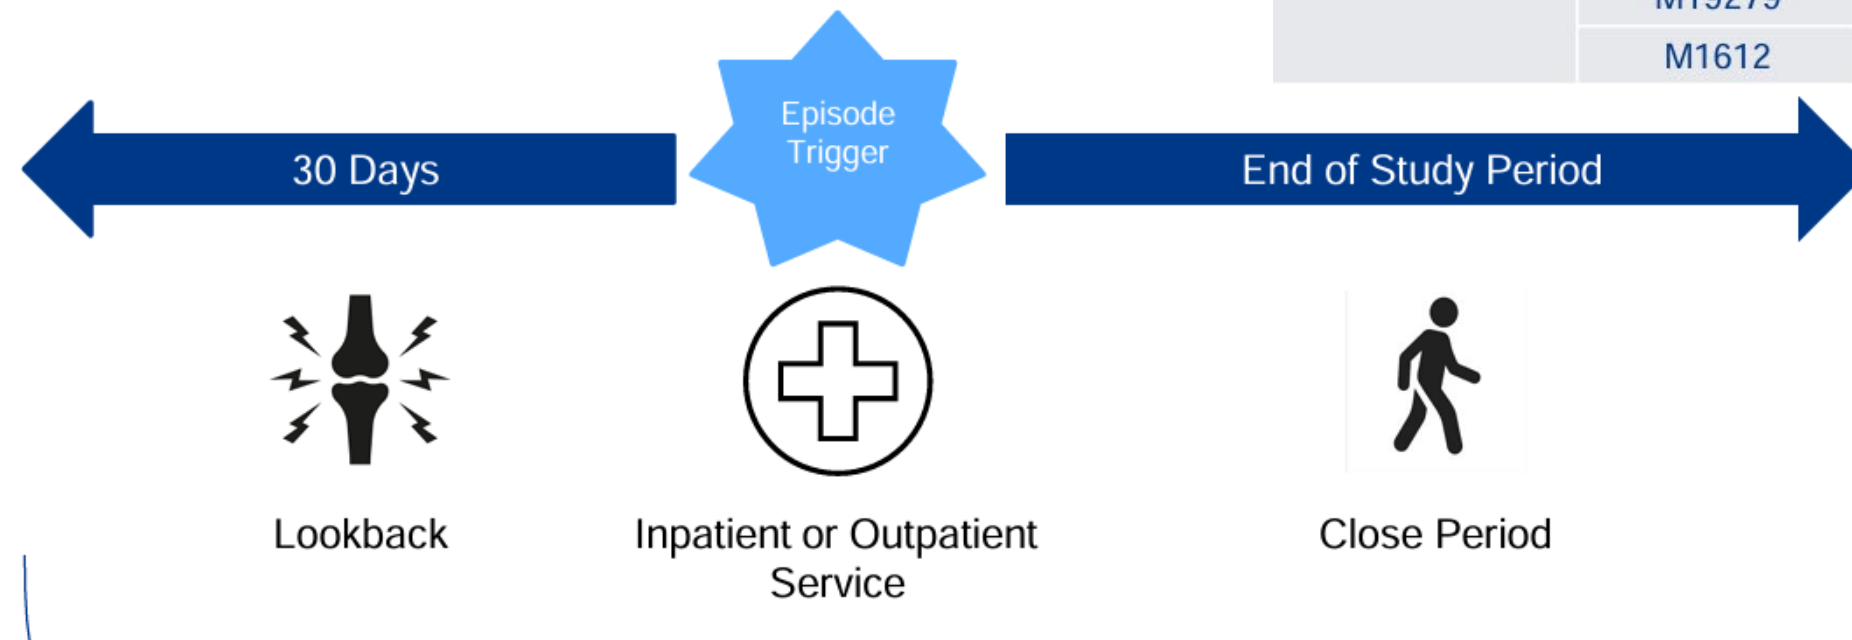 M1612
Episode
Trigger
30 Days
End of Study Period
Lookback
Inpatient or Outpatient
Service
Close Period